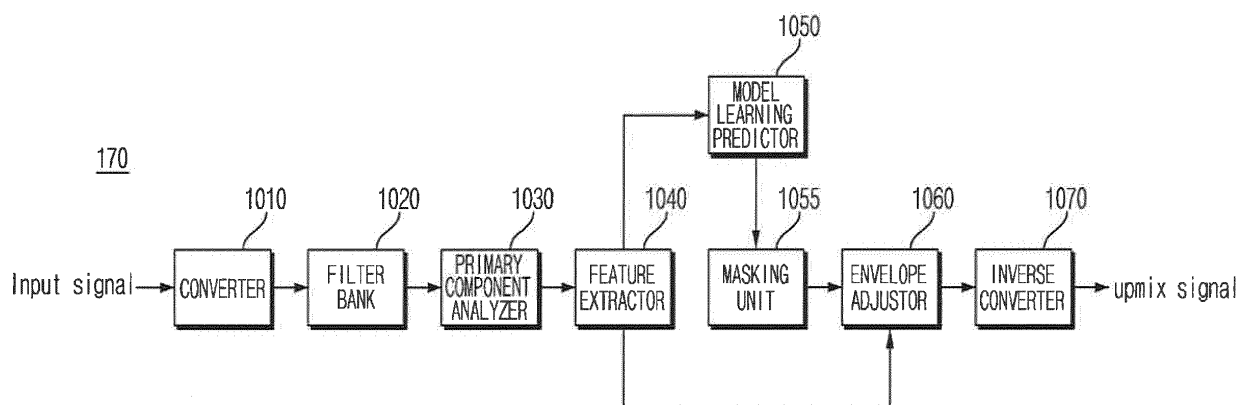 1050
MODEL
LEARNING
PREDICTOR
170
1010
1020
1030
1040
1055
1060
1070
Input signal
CONVERTER
FILTER
BANK
PRIMARY
COMPONENT
ANALYZER
FEATURE
EXTRACTOR
MASKING
UNIT
ENVELOPE
ADJUSTOR
INVERSE
CONVERTER
upmix signal